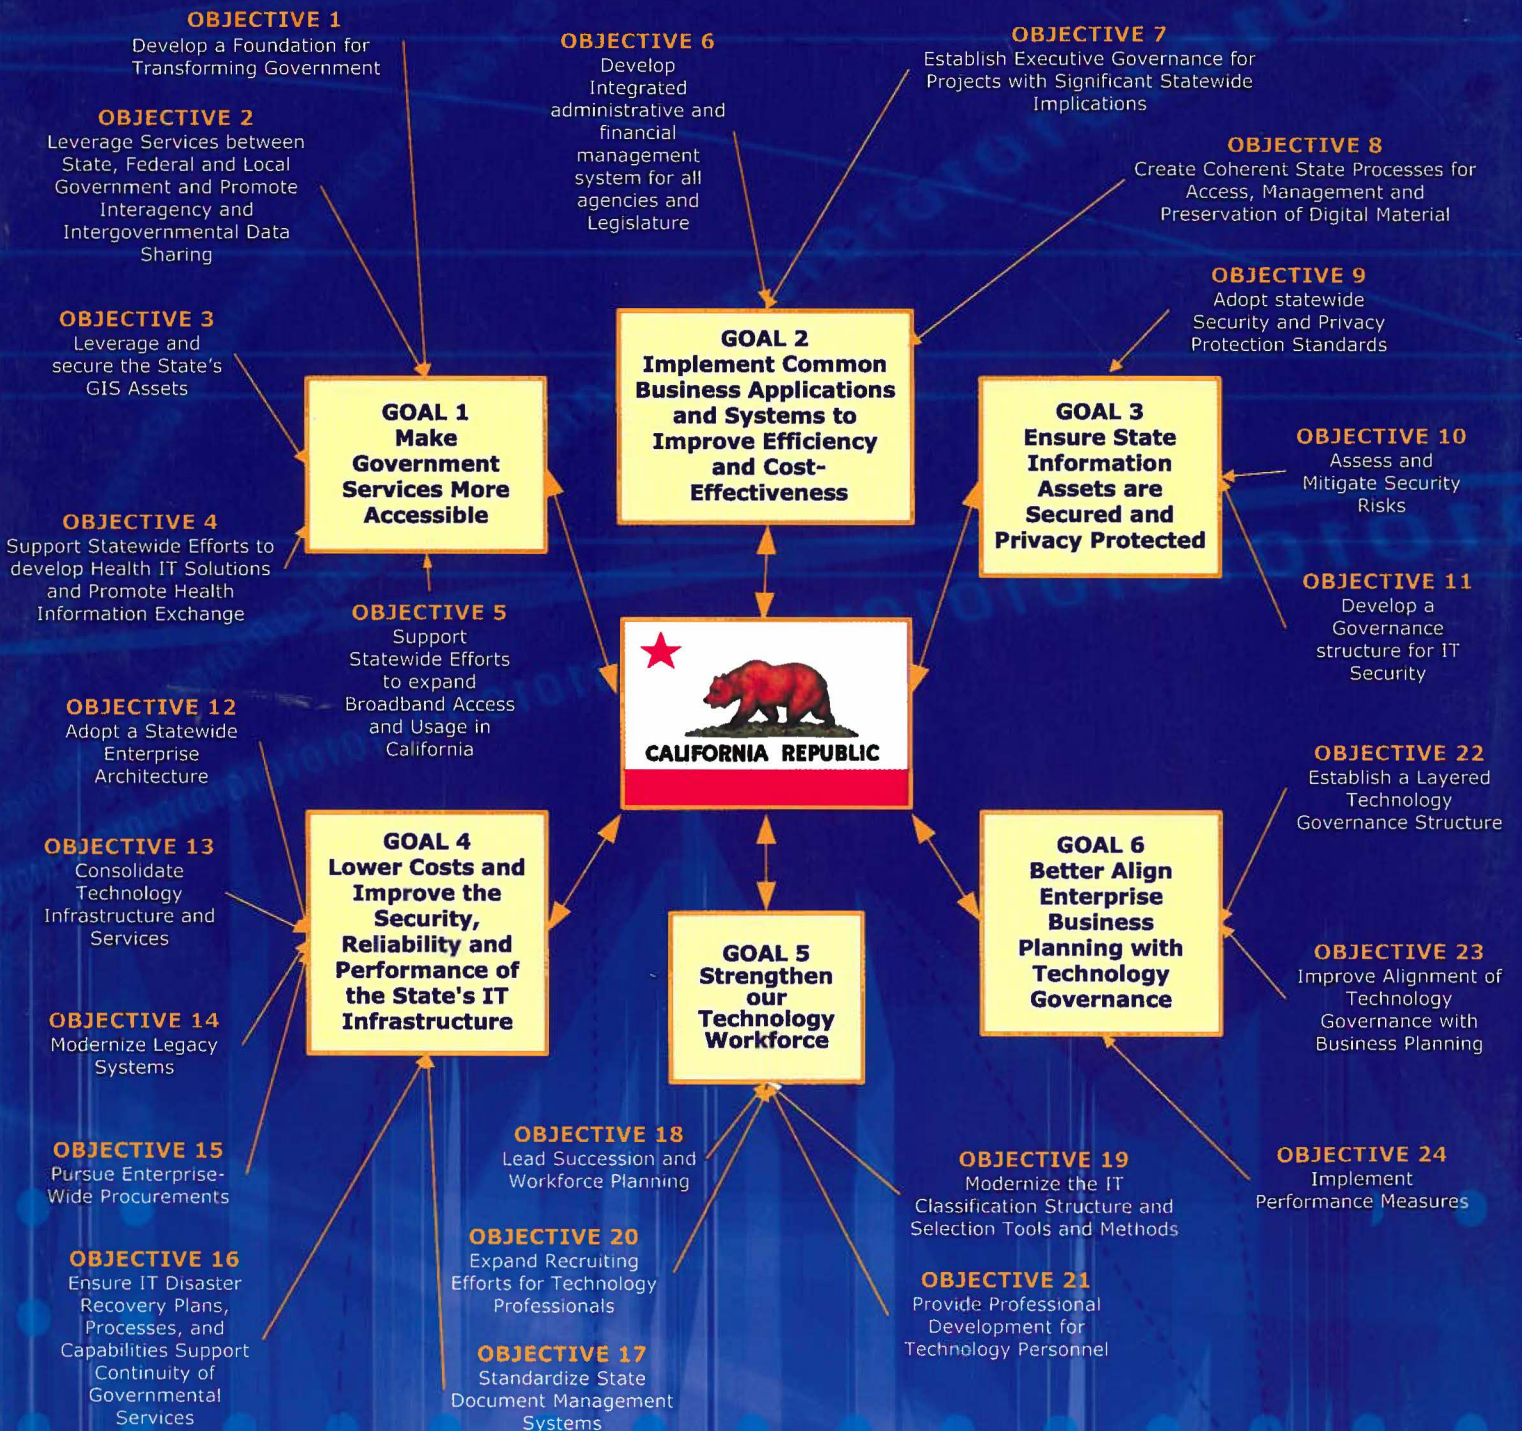 OBJECTIVE 1
Develop a Foundation for
Transforming Government
OBJECTIVE 2
Leverage Services between
State, Federal and Local
Government and Promote
Interagency and
Intergovernmental Data
Sharing
OBJECTIVE 3
Leverage and
secure the State's
GIS Assets
OBJECTIVE 4
Support Statewide Efforts to
develop Health IT Solutions
and Promote Health
Information Exchange
OBJECTIVE 5
Support
Statewide Efforts
to expand
Broadband Access
and Usage in
California
OBJECTIVE 6
Develop
Integrated
administrative and
financial
management
system for all
agencies and
Legislature
OBJECTIVE 7
Establish Executive Governance for
Projects with Significant Statewide
Implications
OBJECTIVE 8
Create Coherent State Processes for
Access, Management and
Preservation of Digital Material
OBJECTIVE 9
Adopt statewide
Security and Privacy
Protection Standards
OBJECTIVE 10
Assess and
Mitigate Security
Risks
OBJECTIVE 11
Develop a
Governance
structure for IT
Security
GOAL 1
Make
Government
Services More
Accessible
GOAL 2
Implement Common
Business Applications
and Systems to
Improve Efficiency
and Cost-
Effectiveness
GOAL 3
Ensure State
Information
Assets are
Secured and
Privacy Protected
CALIFORNIA REPUBLIC
GOAL 4
Lower Costs and
Improve the
Security,
Reliability and
Performance of
the State's IT
Infrastructure
GOAL 5
Strengthen
our
Technology
Workforce
GOAL 6
Better Align
Enterprise
Business
Planning with
Technology
Governance
OBJECTIVE 12
Adopt a Statewide
Enterprise
Architecture
OBJECTIVE 13
Consolidate
Technology
Infrastructure and
Services
OBJECTIVE 14
Modernize Legacy
Systems
OBJECTIVE 15
Pursue Enterprise-
Wide Procurements
OBJECTIVE 16
Ensure IT Disaster
Recovery Plans,
Processes, and
Capabilities Support
Continuity of
Governmental
Services
OBJECTIVE 17
Standardize State
Document Management
Systems
OBJECTIVE 18
Lead Succession and
Workforce Planning
OBJECTIVE 19
Modernize the IT
Classification Structure and
Selection Tools and Methods
OBJECTIVE 20
Expand Recruiting
Efforts for Technology
Professionals
OBJECTIVE 21
Provide Professional
Development for
Technology Personnel
OBJECTIVE 22
Establish a Layered
Technology
Governance Structure
OBJECTIVE 23
Improve Alignment of
Technology
Governance with
Business Planning
OBJECTIVE 24
Implement
Performance Measures